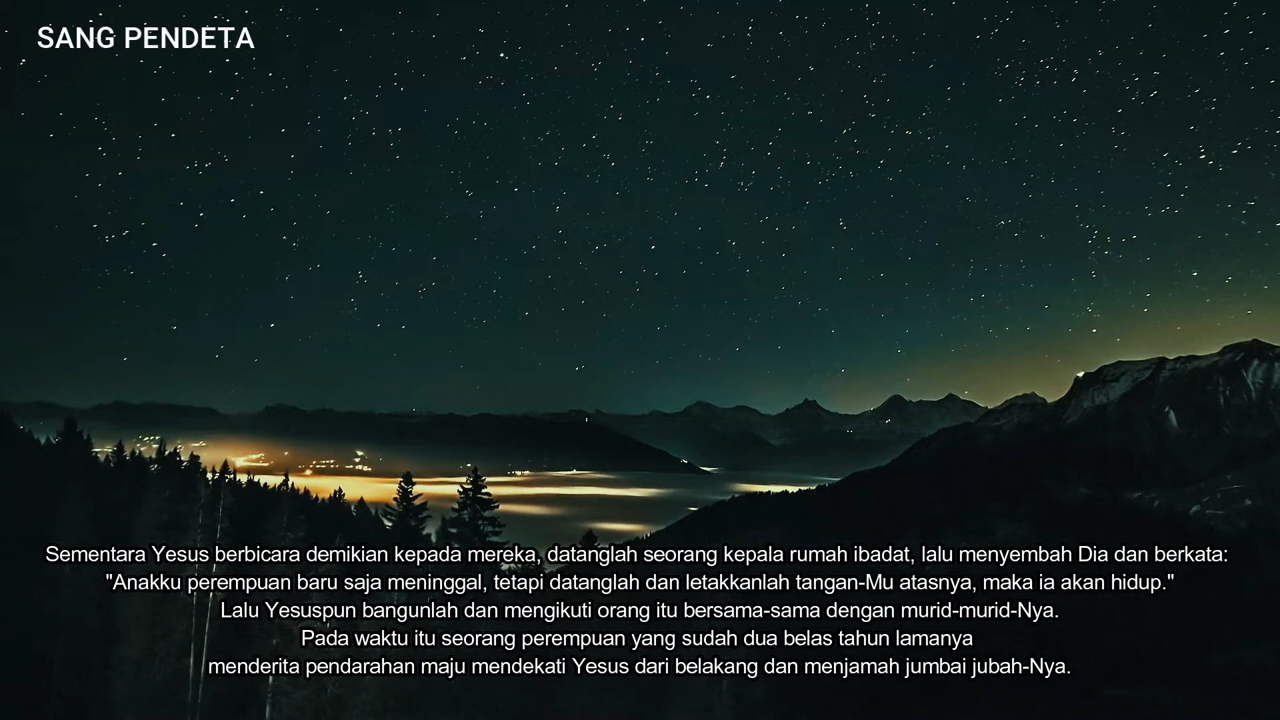 SANG PENDETA
Sementara Yesus berbicara demikian kepada mereka, datanglah seorang kepala rumah ibadat, lalu menyembah Dia dan berkata:
"Anakku perempuan baru saja meninggal, tetapi datanglah dan letakkanlah tangan-Mu atasnya, maka ia akan hidup."
Lalu Yesuspun bangunlah dan mengikuti orang itu bersama-sama dengan murid-murid-Nya.
Pada waktu itu seorang perempuan yang sudah dua belas tahun lamanya
menderita pendarahan maju mendekati Yesus dari belakang dan menjamah jumbai jubah-Nya.